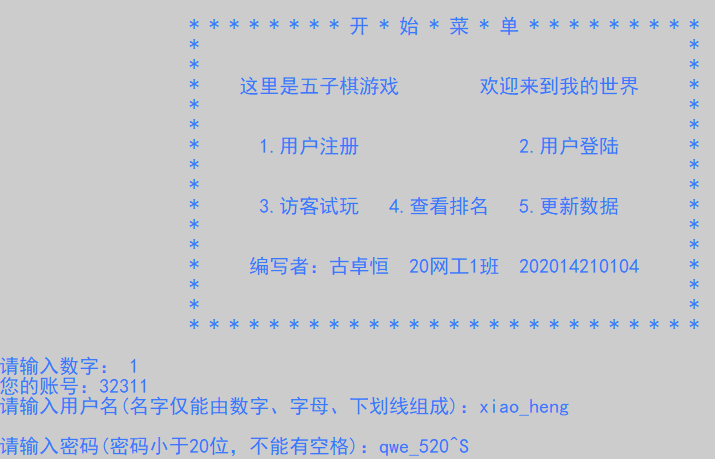 * * * * * * * * 开 * 始 * 菜 * 单 * * * * * * * * *
* *
* *
* 这里是五子棋游戏 欢迎来到我的世界 *
* *
* *
* 1.用户注册 2.用户登陆 *
* *
* *
* 3.访客试玩 4.查看排名 5.更新数据 *
* *
* *
* 编写者：古卓恒 20网工1班 202014210104 *
* *
* *
* * * * * * * * * * * * * * * * * * * * * * * * * *
请输入数字： 1
您的账号：32311
请输入用户名(名字仅能由数字、字母、下划线组成)：xiao_heng
请输入密码(密码小于20位，不能有空格)：qwe_520^S